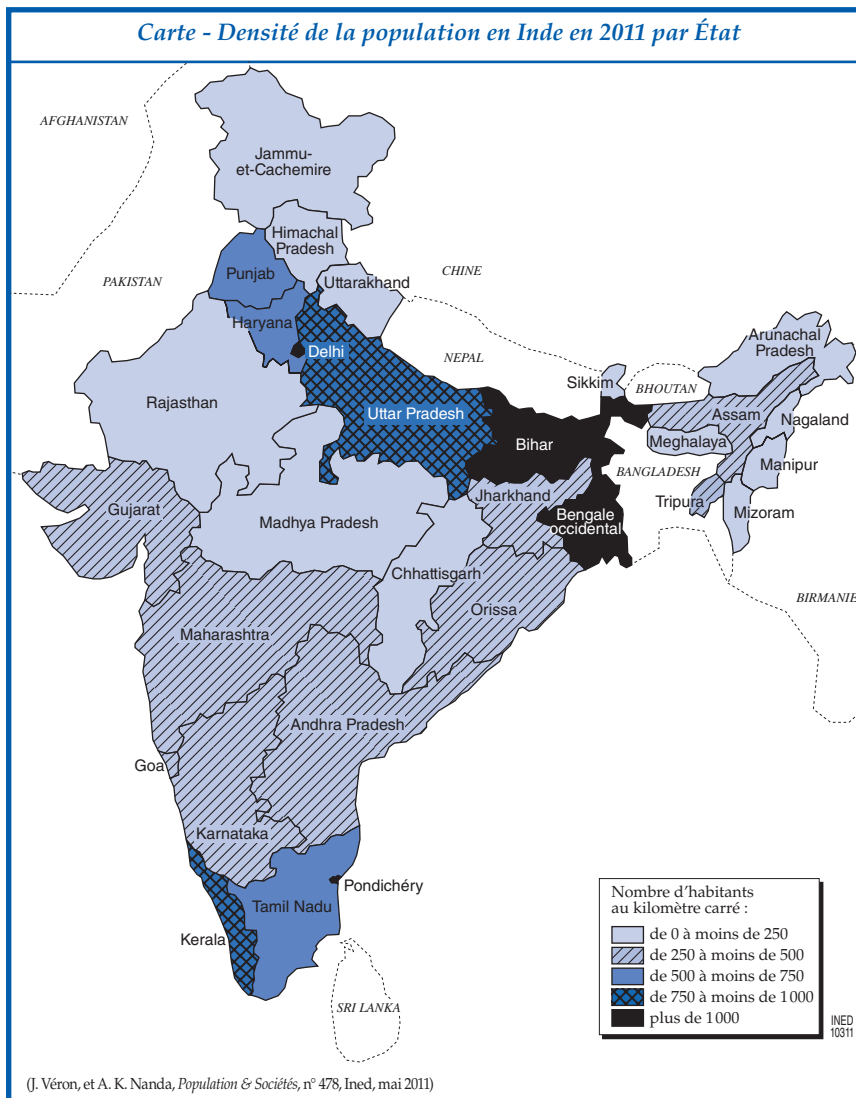 Carte - Densité de la population en Inde en 2011 par État
AFGHANISTAN
Jammu-
et-Cachemire
Himachal
Pradesh
CHINE
PAKISTAN
Punjab
Uttarakhand
Haryana
Delhi
NEPAL
Arunachal
Pradesh
Sikkim
BHOUTAN
Rajasthan
Uttar Pradesh
Assam
Nagaland
Bihar
Meghalaya
BANGLADESH
Manipur
Gujarat
Jharkhand
Tripura
Madhya Pradesh
Bengale
occidental
Mizoram
Chhattisgarh
BIRMANIE
Orissa
Maharashtra
Andhra Pradesh
Goa
Karnataka
Pondichéry
Tamil Nadu
Kerala
SRI LANKA
Nombre d'habitants
au kilomètre carré :
de 0 à moins de 250
de 250 à moins de 500
de 500 à moins de 750
de 750 à moins de 1000
plus de 1000
INED
10311
(J. Véron, et A. K. Nanda, Population & Sociétés, n° 478, Ined, mai 2011)